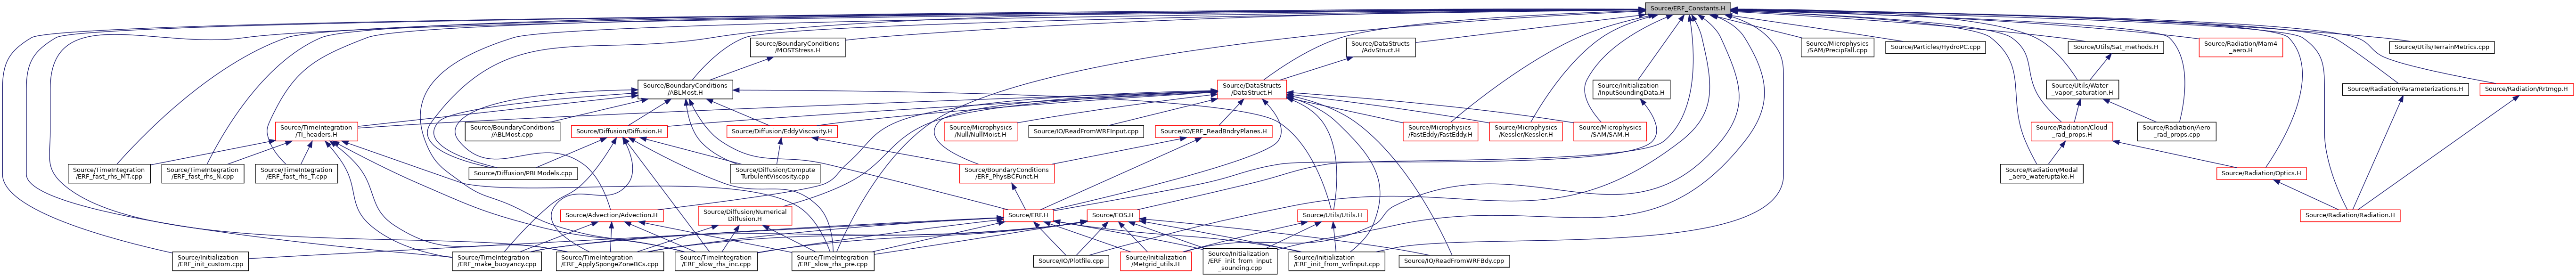 Source/ERF_Constants.H
Source/BoundaryConditions
/MOSTStress.H
Source/DataStructs
/AdvStruct.H
Source/Microphysics
/SAM/PrecipFall.cpp
Source/Particles/HydroPC.cpp
Source/Utils/Sat_methods.H
Source/Radiation/Mam4
_aero.H
Source/Utils/TerrainMetrics.cpp
Source/BoundaryConditions
/ABLMost.H
Source/DataStructs
/DataStruct.H
Source/Initialization
/InputSoundingData.H
Source/Utils/Water
_vapor_saturation.H
Source/Radiation/Parameterizations.H
Source/Radiation/Rrtmgp.H
Source/TimeIntegration
/TI_headers.H
Source/BoundaryConditions
/ABLMost.cpp
Source/Diffusion/Diffusion.H
Source/Diffusion/EddyViscosity.H
Source/Microphysics
/Null/NullMoist.H
Source/IO/ReadFromWRFInput.cpp
Source/IO/ERF_ReadBndryPlanes.H
Source/Microphysics
/FastEddy/FastEddy.H
Source/Microphysics
/Kessler/Kessler.H
Source/Microphysics
/SAM/SAM.H
Source/Radiation/Cloud
_rad_props.H
Source/Radiation/Aero
_rad_props.cpp
Source/TimeIntegration
/ERF_fast_rhs_MT.cpp
Source/TimeIntegration
/ERF_fast_rhs_N.cpp
Source/TimeIntegration
/ERF_fast_rhs_T.cpp
Source/Diffusion/PBLModels.cpp
Source/Diffusion/Compute
TurbulentViscosity.cpp
Source/BoundaryConditions
/ERF_PhysBCFunct.H
Source/Radiation/Modal
_aero_wateruptake.H
Source/Radiation/Optics.H
Source/Advection/Advection.H
Source/Diffusion/Numerical
Diffusion.H
Source/ERF.H
Source/EOS.H
Source/Utils/Utils.H
Source/Radiation/Radiation.H
Source/Initialization
/ERF_init_custom.cpp
Source/TimeIntegration
/ERF_make_buoyancy.cpp
Source/TimeIntegration
/ERF_ApplySpongeZoneBCs.cpp
Source/TimeIntegration
/ERF_slow_rhs_inc.cpp
Source/TimeIntegration
/ERF_slow_rhs_pre.cpp
Source/IO/Plotfile.cpp
Source/Initialization
/Metgrid_utils.H
Source/Initialization
/ERF_init_from_input
_sounding.cpp
Source/Initialization
/ERF_init_from_wrfinput.cpp
Source/IO/ReadFromWRFBdy.cpp